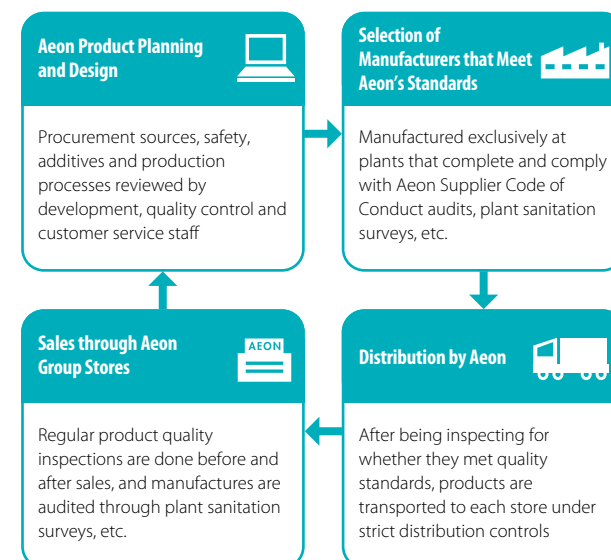 Aeon Product Planning
and Design
Procurement sources, safety,
additives and production
processes reviewed by
development, quality control and
customer service staff
Selection of
Manufacturers that Meet
Aeon's Standards
Manufactured exclusively at
plants that complete and comply
with Aeon Supplier Code of
Conduct audits, plant sanitation
surveys, etc.
Sales through Aeon
Group Stores
AEON
Regular product quality
inspections are done before and
after sales, and manufactures are
audited through plant sanitation
surveys, etc.
Distribution by Aeon
After being inspecting for
whether they met quality
standards, products are
transported to each store under
strict distribution controls